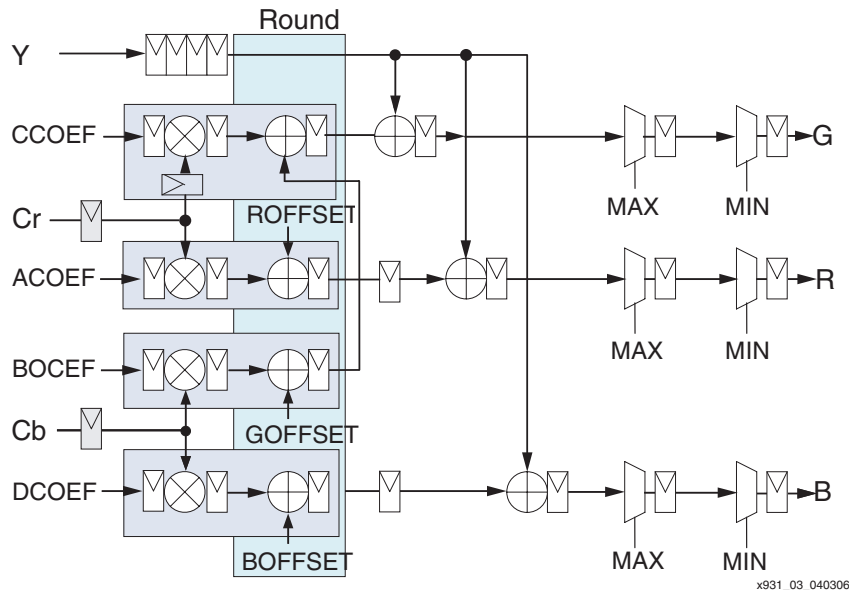 Round
Y
CCOEF
G
MAX
MIN
Cr
ROFFSET
ACOEF
R
MAX
MIN
BOCEF
Cb
GOFFSET
DCOEF
B
BOFFSET
MAX
MIN
x931_03_040306